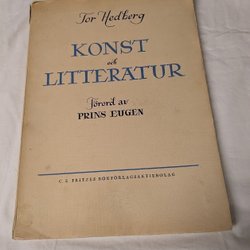 Tor Hedberg
KONST
och
LITTERATUR
Förord av
PRINS EUGEN
C. E. FRITZES BOKFÖRLAGSAKTIEBOLAG